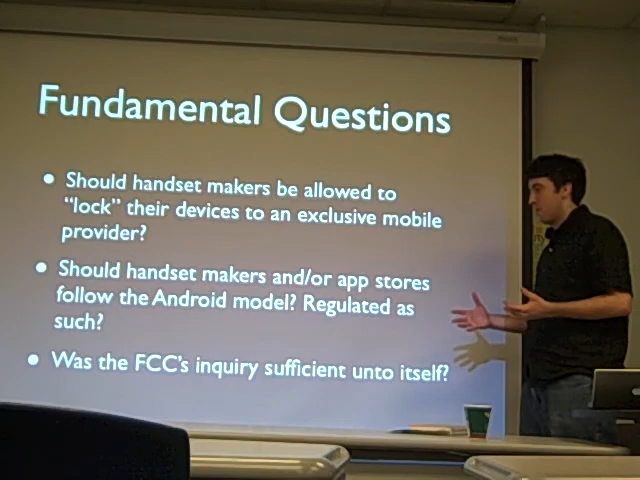 Fundamental Questions
• Should handset makers be allowed to
“lock” their devices to an exclusive mobile
provider?
• Should handset makers and/or app stores
follow the Android model? Regulated as
such?
• Was the FCC's inquiry sufficient unto itself?